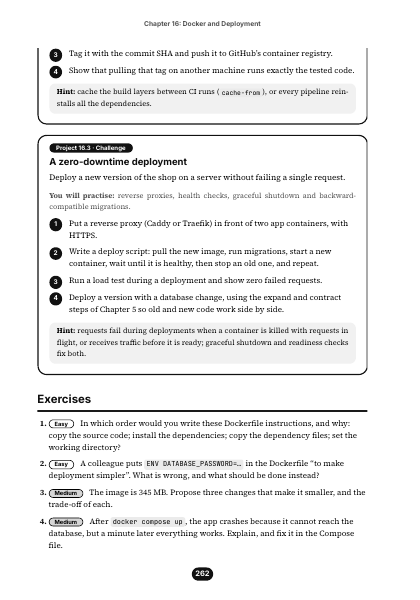 Chapter 16: Docker and Deployment
3 Tag it with the commit SHA and push it to GitHub's container registry.
4 Show that pulling that tag on another machine runs exactly the tested code.
Hint: cache the build layers between CI runs ( cache-from ), or every pipeline rein-
stalls all the dependencies.
Project 16.3 · Challenge
A zero-downtime deployment
Deploy a new version of the shop on a server without failing a single request.
You will practise: reverse proxies, health checks, graceful shutdown and backward-
compatible migrations.
1 Put a reverse proxy (Caddy or Traefik) in front of two app containers, with
HTTPS.
2 Write a deploy script: pull the new image, run migrations, start a new
container, wait until it is healthy, then stop an old one, and repeat.
3 Run a load test during a deployment and show zero failed requests.
4 Deploy a version with a database change, using the expand and contract
steps of Chapter 5 so old and new code work side by side.
Hint: requests fail during deployments when a container is killed with requests in
flight, or receives traffic before it is ready; graceful shutdown and readiness checks
fix both.
Exercises
1. Easy In which order would you write these Dockerfile instructions, and why:
copy the source code; install the dependencies; copy the dependency files; set the
working directory?
2. Easy A colleague puts ENV DATABASE_PASSWORD=… in the Dockerfile “to make
deployment simpler”. What is wrong, and what should be done instead?
3. Medium The image is 345 MB. Propose three changes that make it smaller, and the
trade-off of each.
4. Medium After docker compose up, the app crashes because it cannot reach the
database, but a minute later everything works. Explain, and fix it in the Compose
file.
262